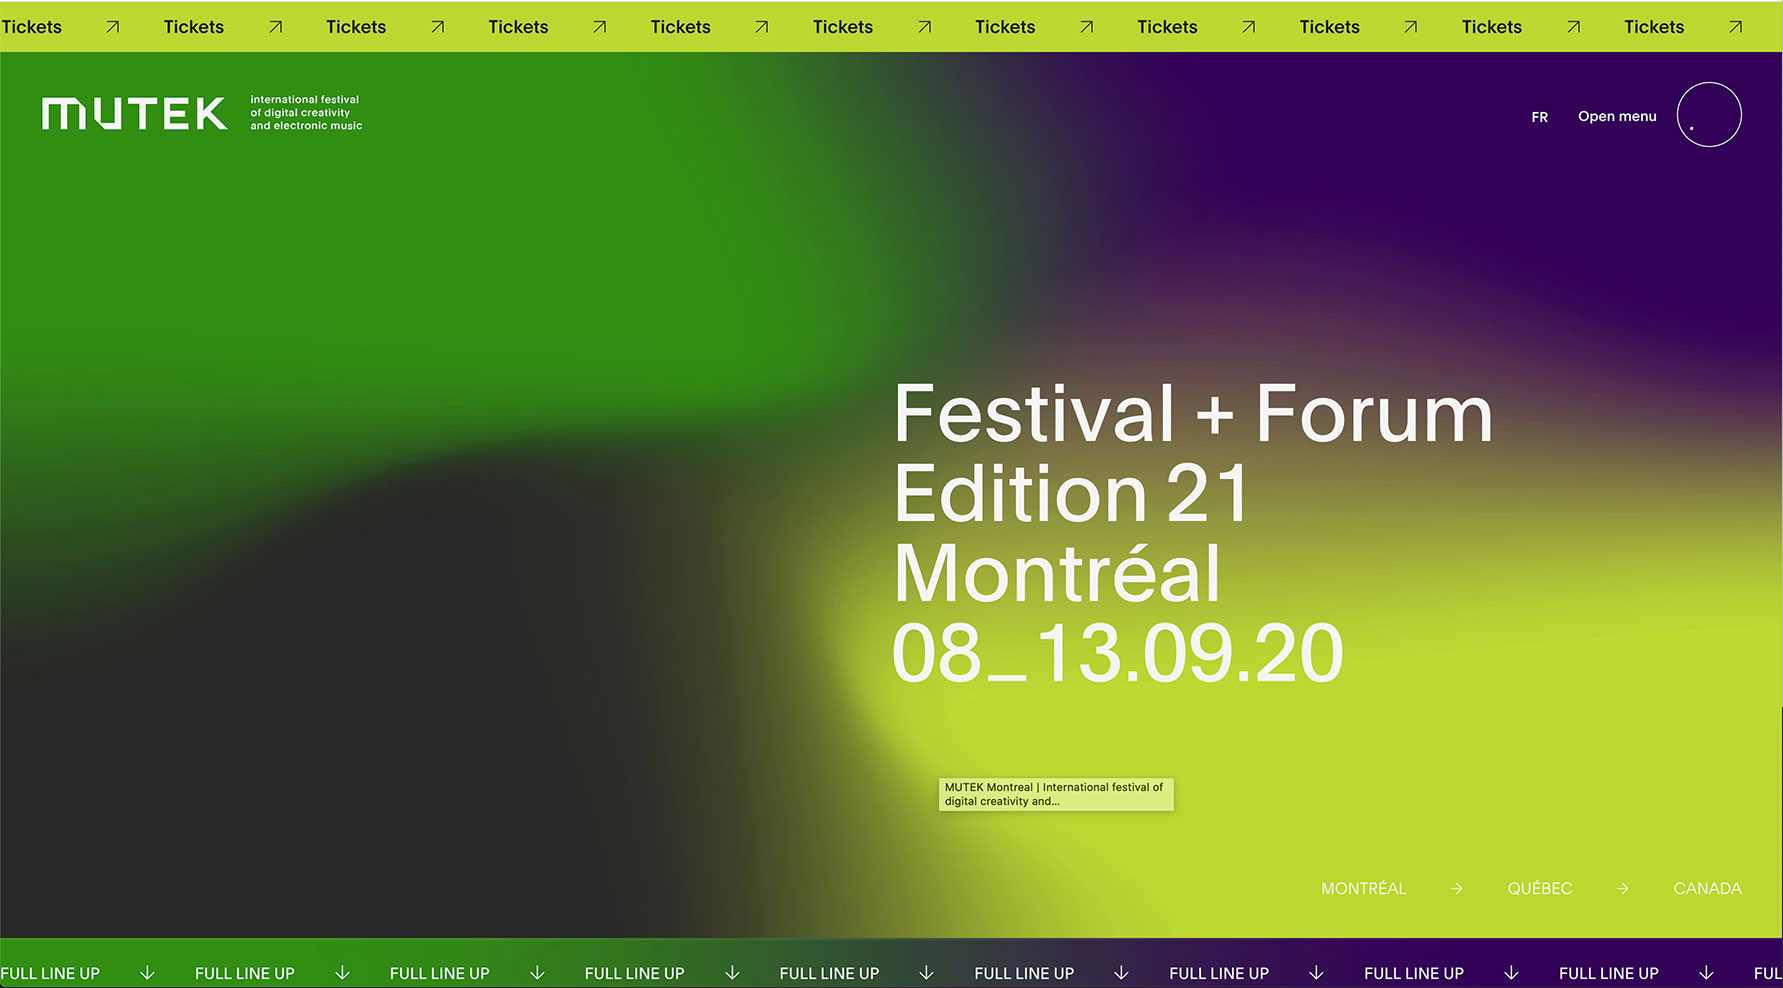 Tickets ↗ Tickets ↗ Tickets ↗ Tickets ↗ Tickets ↗ Tickets ↗ Tickets ↗ Tickets ↗ Tickets ↗ Tickets ↗ Tickets ↗
MUTEK
international festival
of digital creativity
and electronic music
FR Open menu
Festival + Forum
Edition 21
Montréal
08_13.09.20
MUTEK Montreal | International festival of
digital creativity and...
MONTRÉAL → QUÉBEC → CANADA
FULL LINE UP ↓ FULL LINE UP ↓ FULL LINE UP ↓ FULL LINE UP ↓ FULL LINE UP ↓ FULL LINE UP ↓ FULL LINE UP ↓ FULL LINE UP ↓ FULL LINE UP ↓ FUL